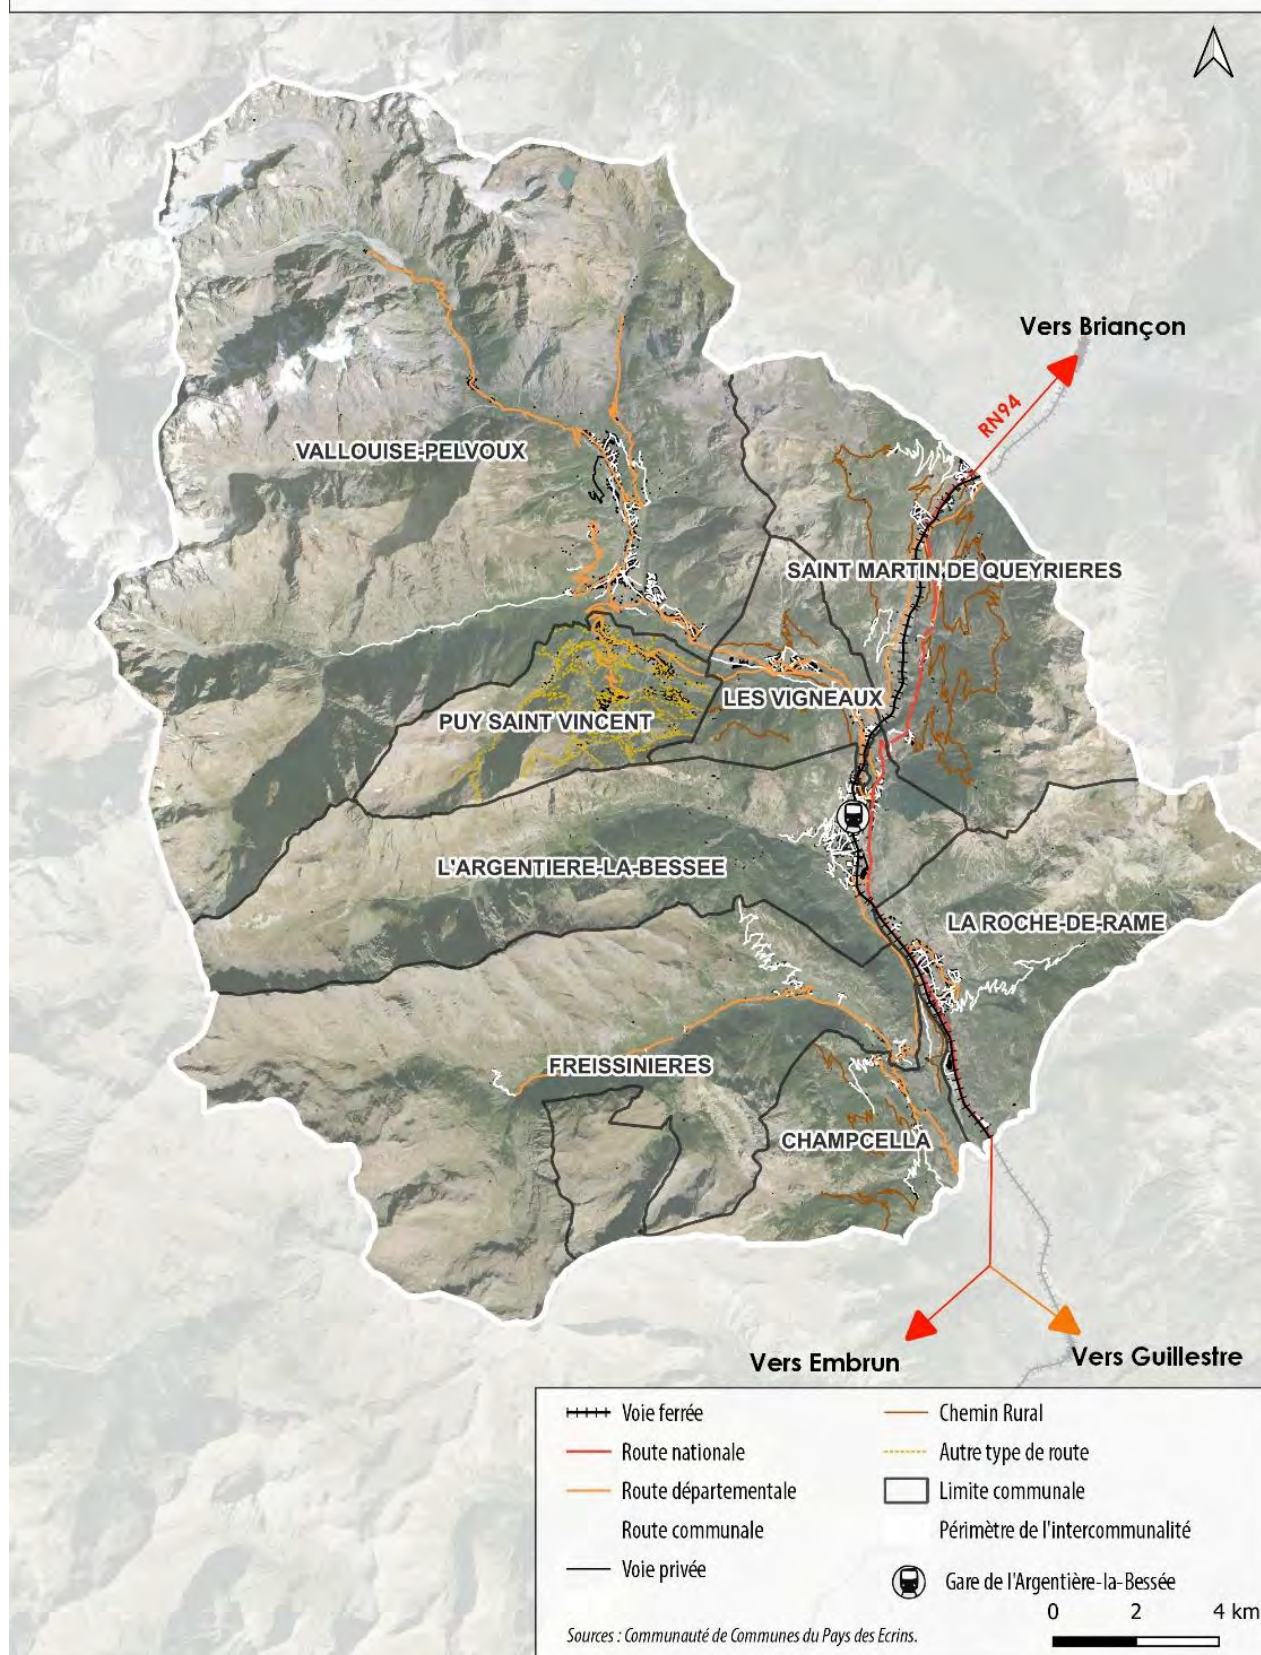 Vers Briançon
RN94
VALLOUISE-PELVOUX
SAINT MARTIN DE QUEYRIERES
LES VIGNEAUX
PUY SAINT VINCENT
L'ARGENTIERE-LA-BESSEE
LA ROCHE-DE-RAME
FREISSINIERES
CHAMPCELLA
Vers Embrun
Vers Guillestre
Voie ferrée
Route nationale
Route départementale
Route communale
Voie privée
Chemin Rural
Autre type de route
Limite communale
Périmètre de l'intercommunalité
Gare de l'Argentière-la-Bessée
0 2 4 km
Sources : Communauté de Communes du Pays des Ecrins.